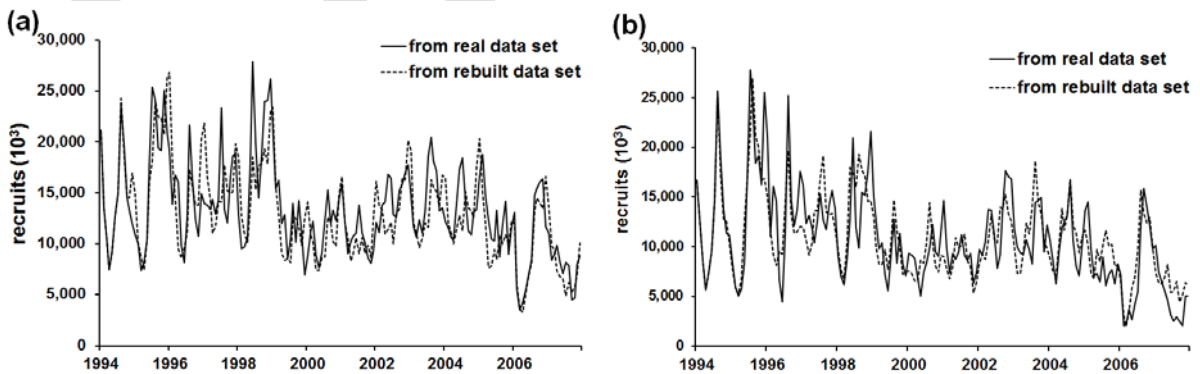 (a)
30,000
25,000
20,000
15,000
10,000
5,000
0
recruits (10³)
from real data set
from rebuilt data set
1994 1996 1998 2000 2002 2004 2006
(b)
30,000
25,000
20,000
15,000
10,000
5,000
0
recruits (10³)
from real data set
from rebuilt data set
1994 1996 1998 2000 2002 2004 2006